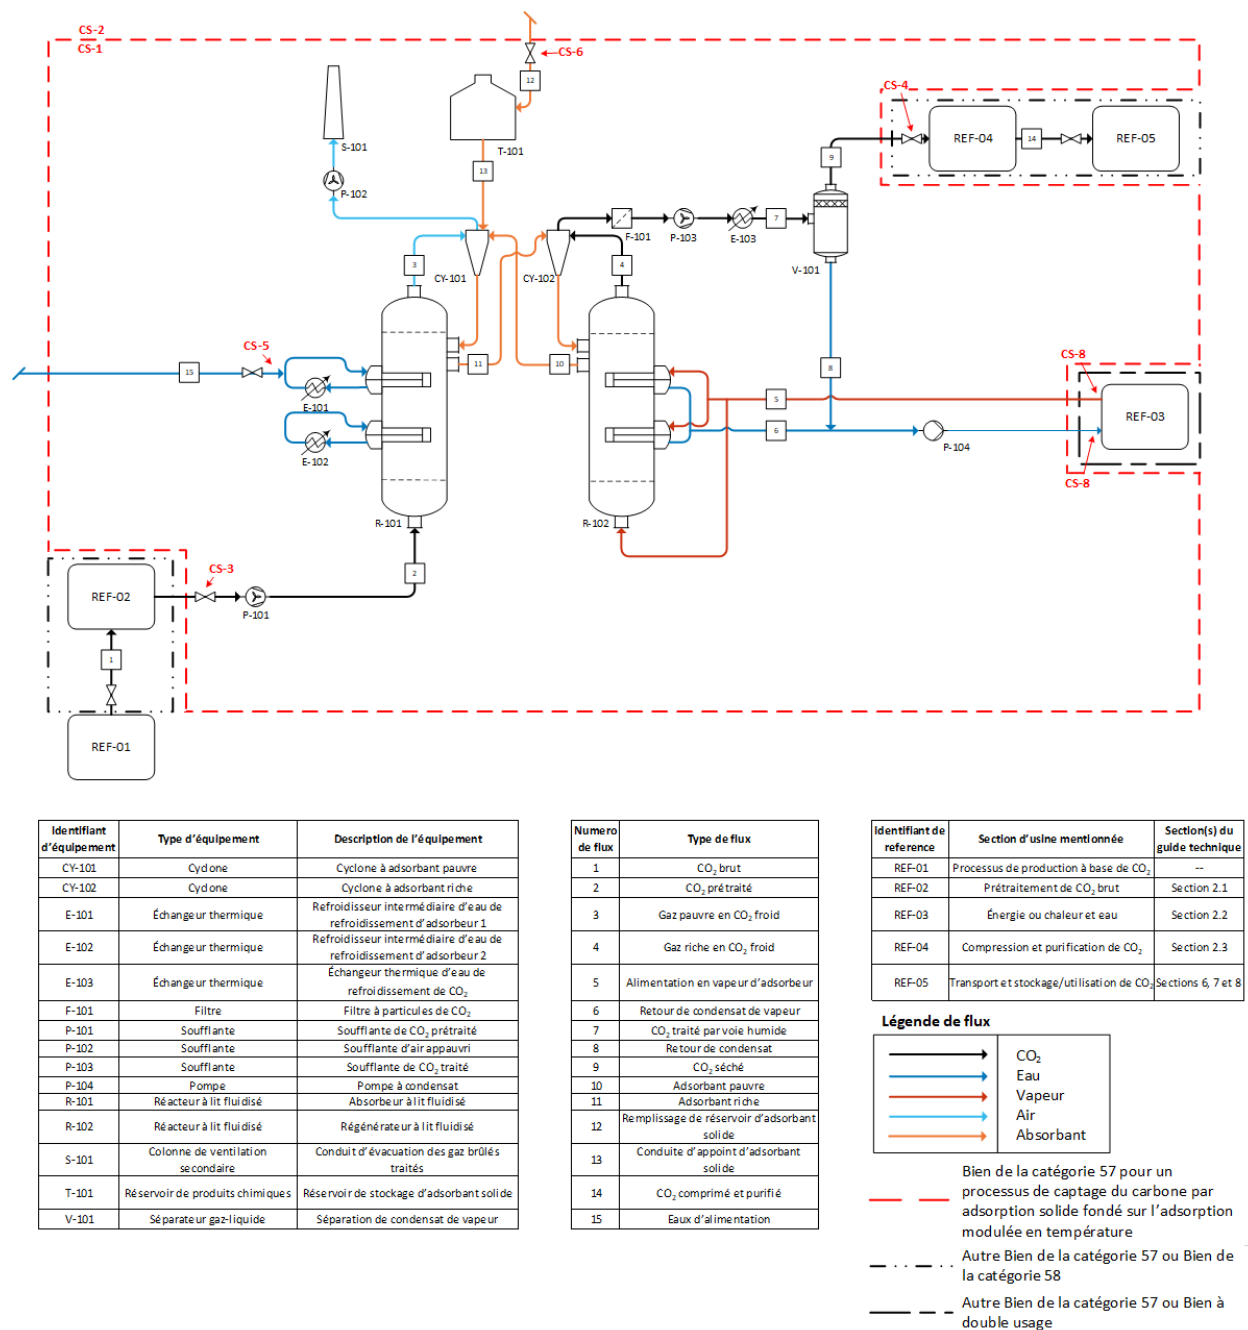 CS-2
CS-1
CS-6
12
T-101
13
S-101
P-102
CS-4
REF-04
14
REF-05
9
F-101
P-103
E-103
7
V-101
3
CY-101
CY-102
4
11
10
CS-5
15
E-101
E-102
8
CS-8
5
REF-03
6
P-104
CS-8
R-101
R-102
CS-3
2
REF-02
P-101
1
REF-01
Identifiant d'équipement | Type d'équipement | Description de l'équipement
CY-101 | Cyclone | Cyclone à adsorbant pauvre
CY-102 | Cyclone | Cyclone à adsorbant riche
E-101 | Échangeur thermique | Refroidisseur intermédiaire d'eau de refroidissement d'adsorbeur 1
E-102 | Échangeur thermique | Refroidisseur intermédiaire d'eau de refroidissement d'adsorbeur 2
E-103 | Échangeur thermique | Échangeur thermique d'eau de refroidissement de CO₂
F-101 | Filtre | Filtre à particules de CO₂
P-101 | Soufflante | Soufflante de CO₂ prétraité
P-102 | Soufflante | Soufflante d'air appauvri
P-103 | Soufflante | Soufflante de CO₂ traité
P-104 | Pompe | Pompe à condensat
R-101 | Réacteur à lit fluidisé | Absorbeur à lit fluidisé
R-102 | Réacteur à lit fluidisé | Régénérateur à lit fluidisé
S-101 | Colonne de ventilation secondaire | Conduit d'évacuation des gaz brûlés traités
T-101 | Réservoir de produits chimiques | Réservoir de stockage d'adsorbant solide
V-101 | Séparateur gaz-liquide | Séparation de condensat de vapeur
Numero de flux | Type de flux
1 | CO₂ brut
2 | CO₂ prétraité
3 | Gaz pauvre en CO₂ froid
4 | Gaz riche en CO₂ froid
5 | Alimentation en vapeur d'adsorbeur
6 | Retour de condensat de vapeur
7 | CO₂ traité par voie humide
8 | Retour de condensat
9 | CO₂ séché
10 | Adsorbant pauvre
11 | Adsorbant riche
12 | Remplissage de réservoir d'adsorbant solide
13 | Conduite d'appoint d'adsorbant solide
14 | CO₂ comprimé et purifié
15 | Eaux d'alimentation
Identifiant de reference | Section d'usine mentionnée | Section(s) du guide technique
REF-01 | Processus de production à base de CO₂ | --
REF-02 | Prétraitement de CO₂ brut | Section 2.1
REF-03 | Énergie ou chaleur et eau | Section 2.2
REF-04 | Compression et purification de CO₂ | Section 2.3
REF-05 | Transport et stockage/utilisation de CO₂ | Sections 6, 7 et 8
Légende de flux
CO₂
Eau
Vapeur
Air
Absorbant
Bien de la catégorie 57 pour un
processus de captage du carbone par
adsorption solide fondé sur l'adsorption
modulée en température
Autre Bien de la catégorie 57 ou Bien de
la catégorie 58
Autre Bien de la catégorie 57 ou Bien à
double usage